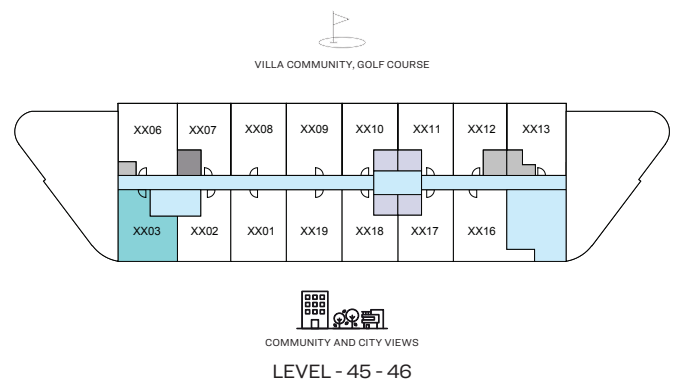 VILLA COMMUNITY, GOLF COURSE
XX06 XX07 XX08 XX09 XX10 XX11 XX12 XX13
XX03 XX02 XX01 XX19 XX18 XX17 XX16
COMMUNITY AND CITY VIEWS
LEVEL - 45 - 46